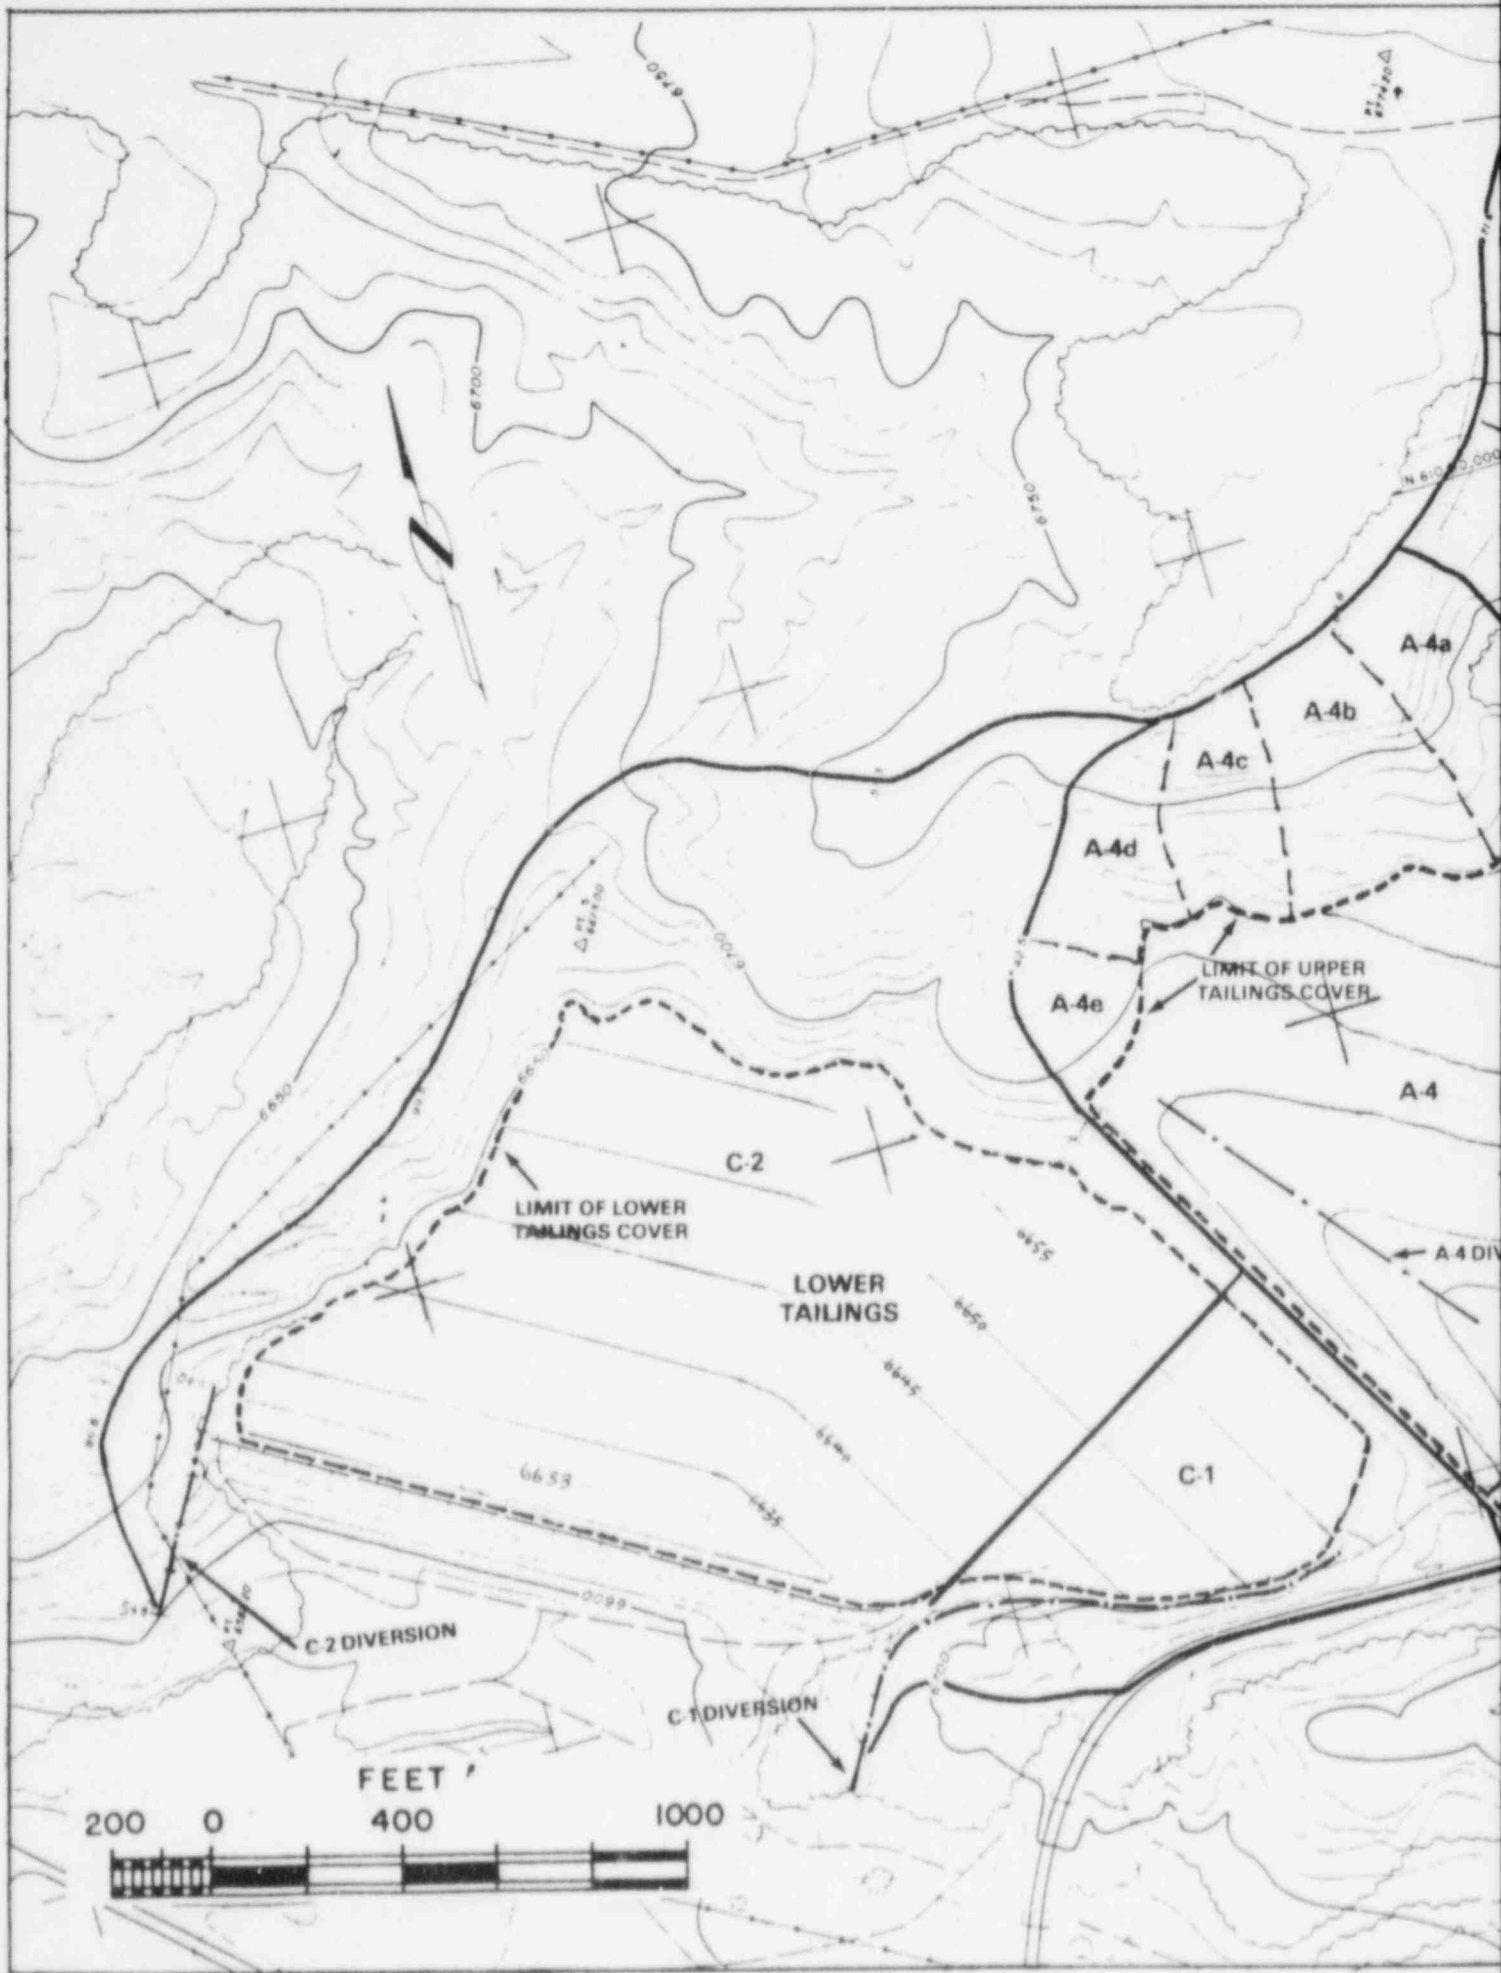 6750
6700
6750
A-4a
A-4b
A-4c
A-4d
6700
LIMIT OF UPPER
TAILINGS COVER
A-4e
6650
A-4
C-2
LIMIT OF LOWER
TAILINGS COVER
6655
A-4 DIV
LOWER
TAILINGS
6650
6645
6640
C-1
6633
6635
6600
C-2 DIVERSION
6700
C-1 DIVERSION
FEET
200 0 400 1000